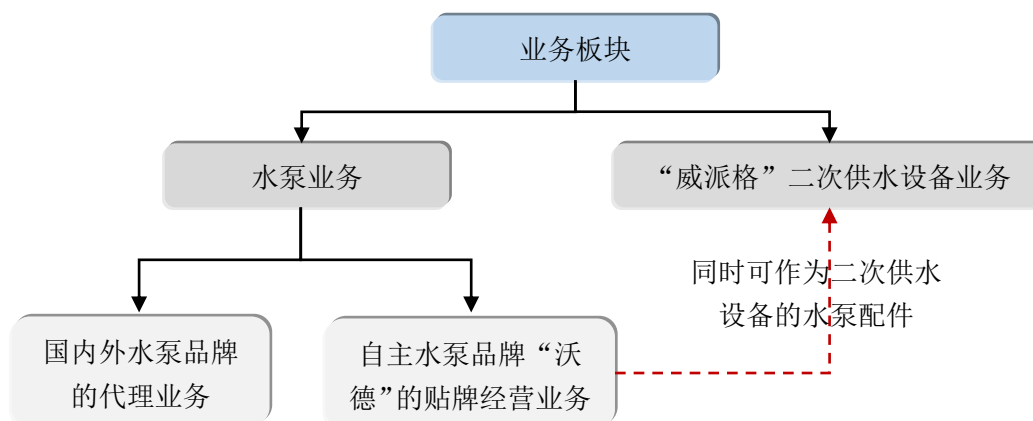 业务板块
水泵业务
“威派格”二次供水设备业务
同时可作为二次供水
设备的水泵配件
国内外水泵品牌
的代理业务
自主水泵品牌“沃
德”的贴牌经营业务